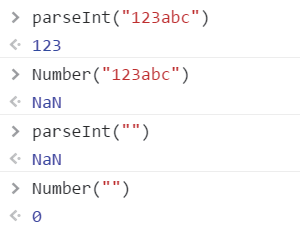 > parseInt("123abc")
< 123
> Number("123abc")
< NaN
> parseInt("")
< NaN
> Number("")
< 0